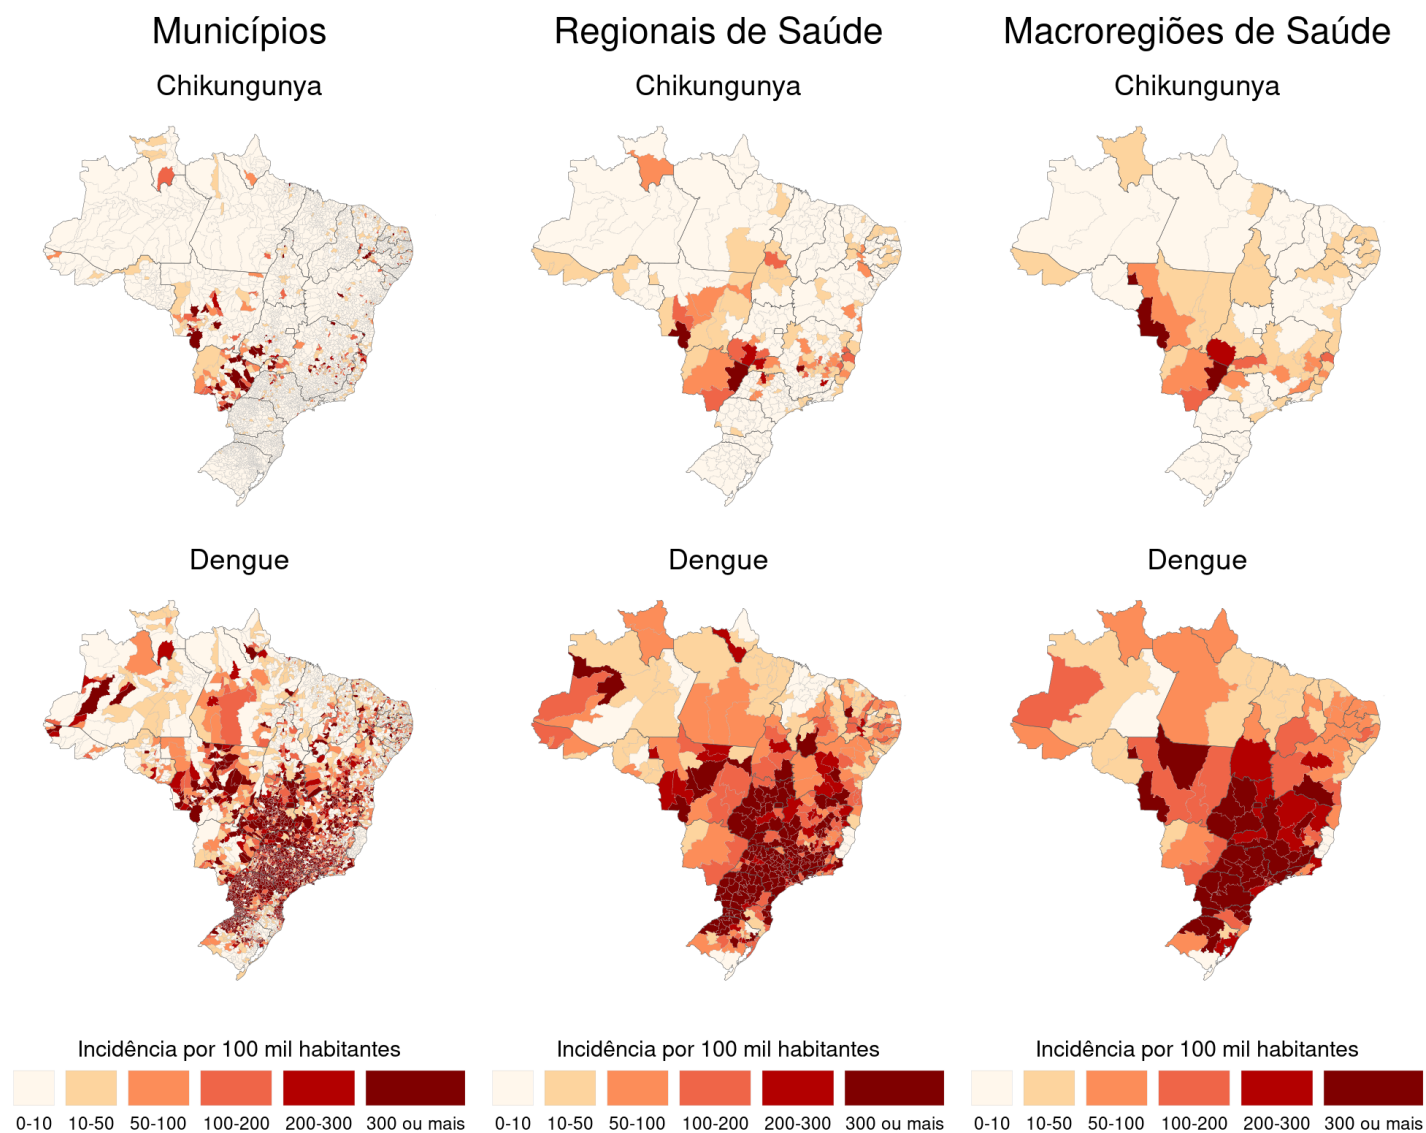 Municípios Regionais de Saúde Macroregiões de Saúde
Chikungunya Chikungunya Chikungunya
Dengue Dengue Dengue
Incidência por 100 mil habitantes Incidência por 100 mil habitantes Incidência por 100 mil habitantes
0-10 10-50 50-100 100-200 200-300 300 ou mais 0-10 10-50 50-100 100-200 200-300 300 ou mais 0-10 10-50 50-100 100-200 200-300 300 ou mais